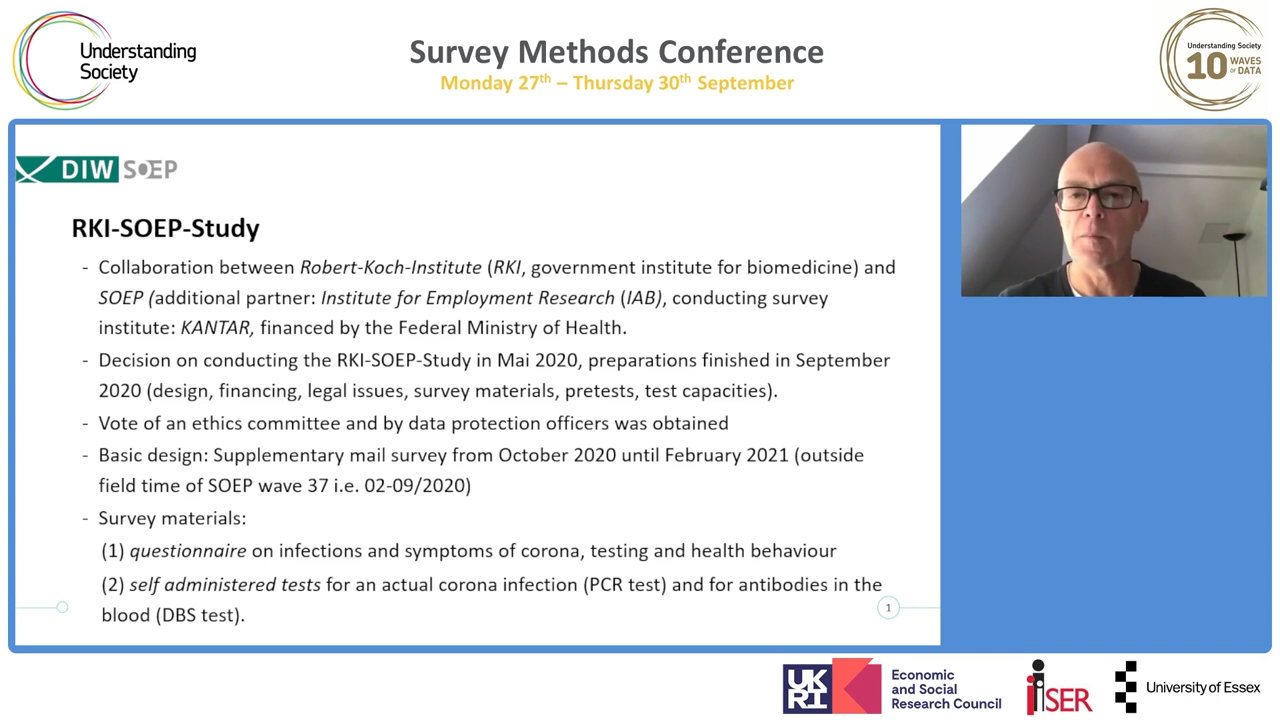 Understanding
Society
Survey Methods Conference
Monday 27th – Thursday 30th September
Understanding Society
10 WAVES
OF DATA
DIW SOEP
RKI-SOEP-Study
- Collaboration between Robert-Koch-Institute (RKI, government institute for biomedicine) and
SOEP (additional partner: Institute for Employment Research (IAB), conducting survey
institute: KANTAR, financed by the Federal Ministry of Health.
- Decision on conducting the RKI-SOEP-Study in Mai 2020, preparations finished in September
2020 (design, financing, legal issues, survey materials, pretests, test capacities).
- Vote of an ethics committee and by data protection officers was obtained
- Basic design: Supplementary mail survey from October 2020 until February 2021 (outside
field time of SOEP wave 37 i.e. 02-09/2020)
- Survey materials:
(1) questionnaire on infections and symptoms of corona, testing and health behaviour
(2) self administered tests for an actual corona infection (PCR test) and for antibodies in the
blood (DBS test).
1
UK
RI
Economic
and Social
Research Council
iSER
University of Essex